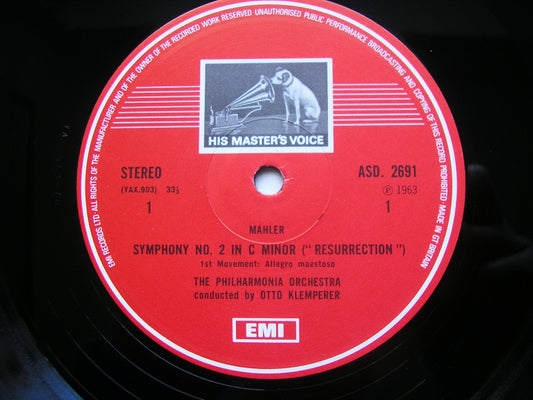 EMI RECORDS LTD ALL RIGHTS OF THE MANUFACTURER AND OF THE OWNER OF THE RECORDED WORK RESERVED UNAUTHORISED PUBLIC PERFORMANCE BROADCASTING AND COPYING OF THIS RECORD PROHIBITED · MADE IN GT BRITAIN
HIS MASTER'S VOICE
STEREO ASD. 2691
(YAX.903) 33⅓ ℗ 1963
1 1
MAHLER
SYMPHONY NO. 2 IN C MINOR ("RESURRECTION")
1st Movement: Allegro maestoso
THE PHILHARMONIA ORCHESTRA
conducted by OTTO KLEMPERER
EMI